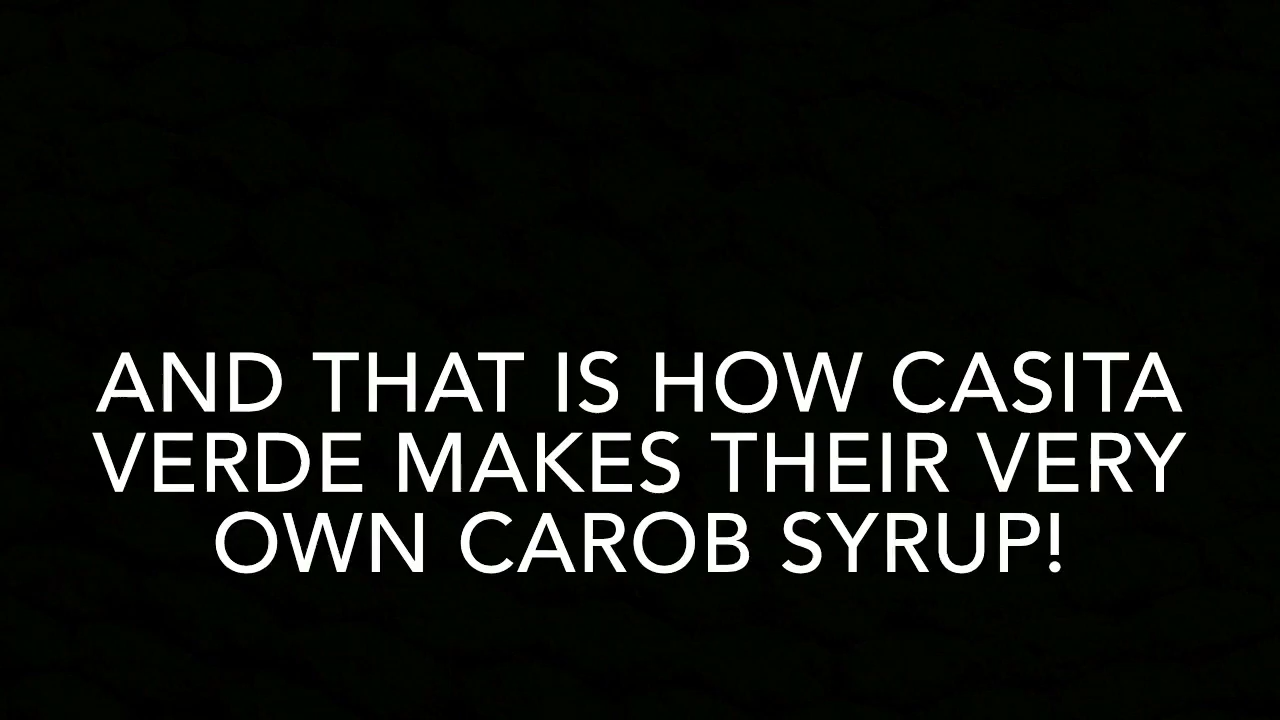 AND THAT IS HOW CASITA
VERDE MAKES THEIR VERY
OWN CAROB SYRUP!